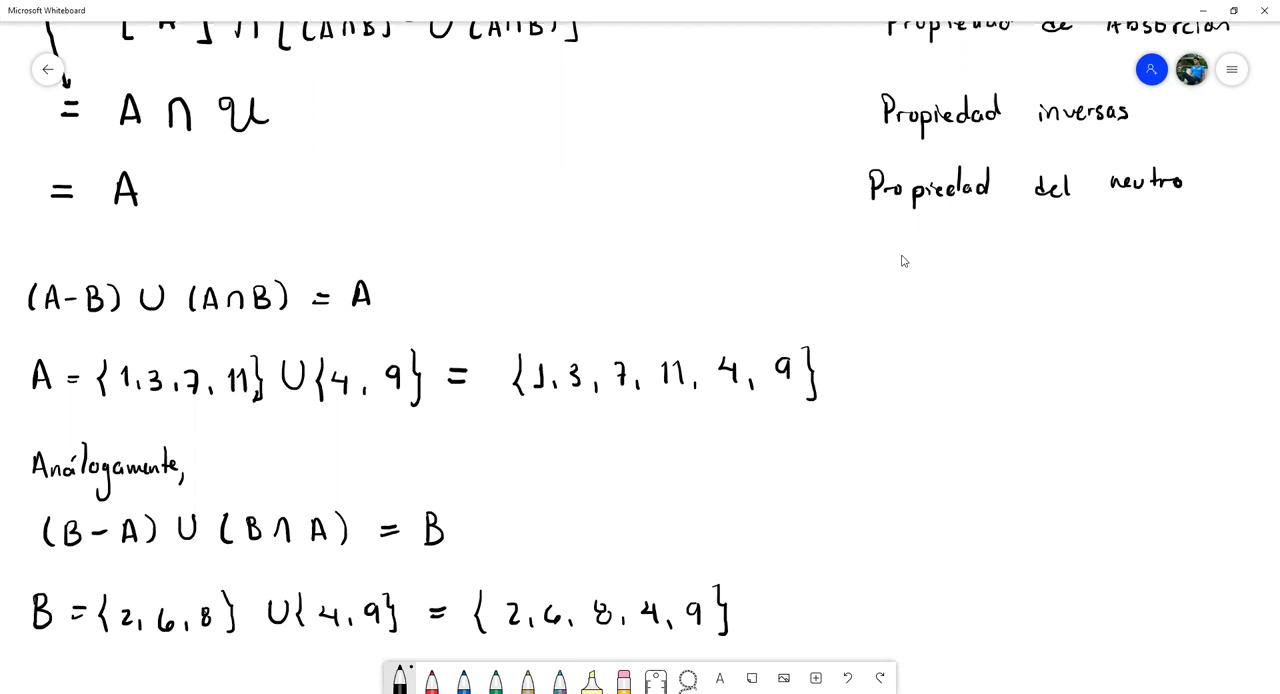 Microsoft Whiteboard
[A] ∩ [(A∩B) ∪ (A∩B)] Propiedad de Absorción
= A ∩ 𝒰 Propiedad inversas
= A Propiedad del neutro
(A-B) ∪ (A∩B) = A
A = {1,3,7,11} ∪ {4, 9} = {1, 3, 7, 11, 4, 9}
Análogamente,
(B-A) ∪ (B∩A) = B
B = {2, 6, 8} ∪ {4, 9} = {2, 6, 8, 4, 9}